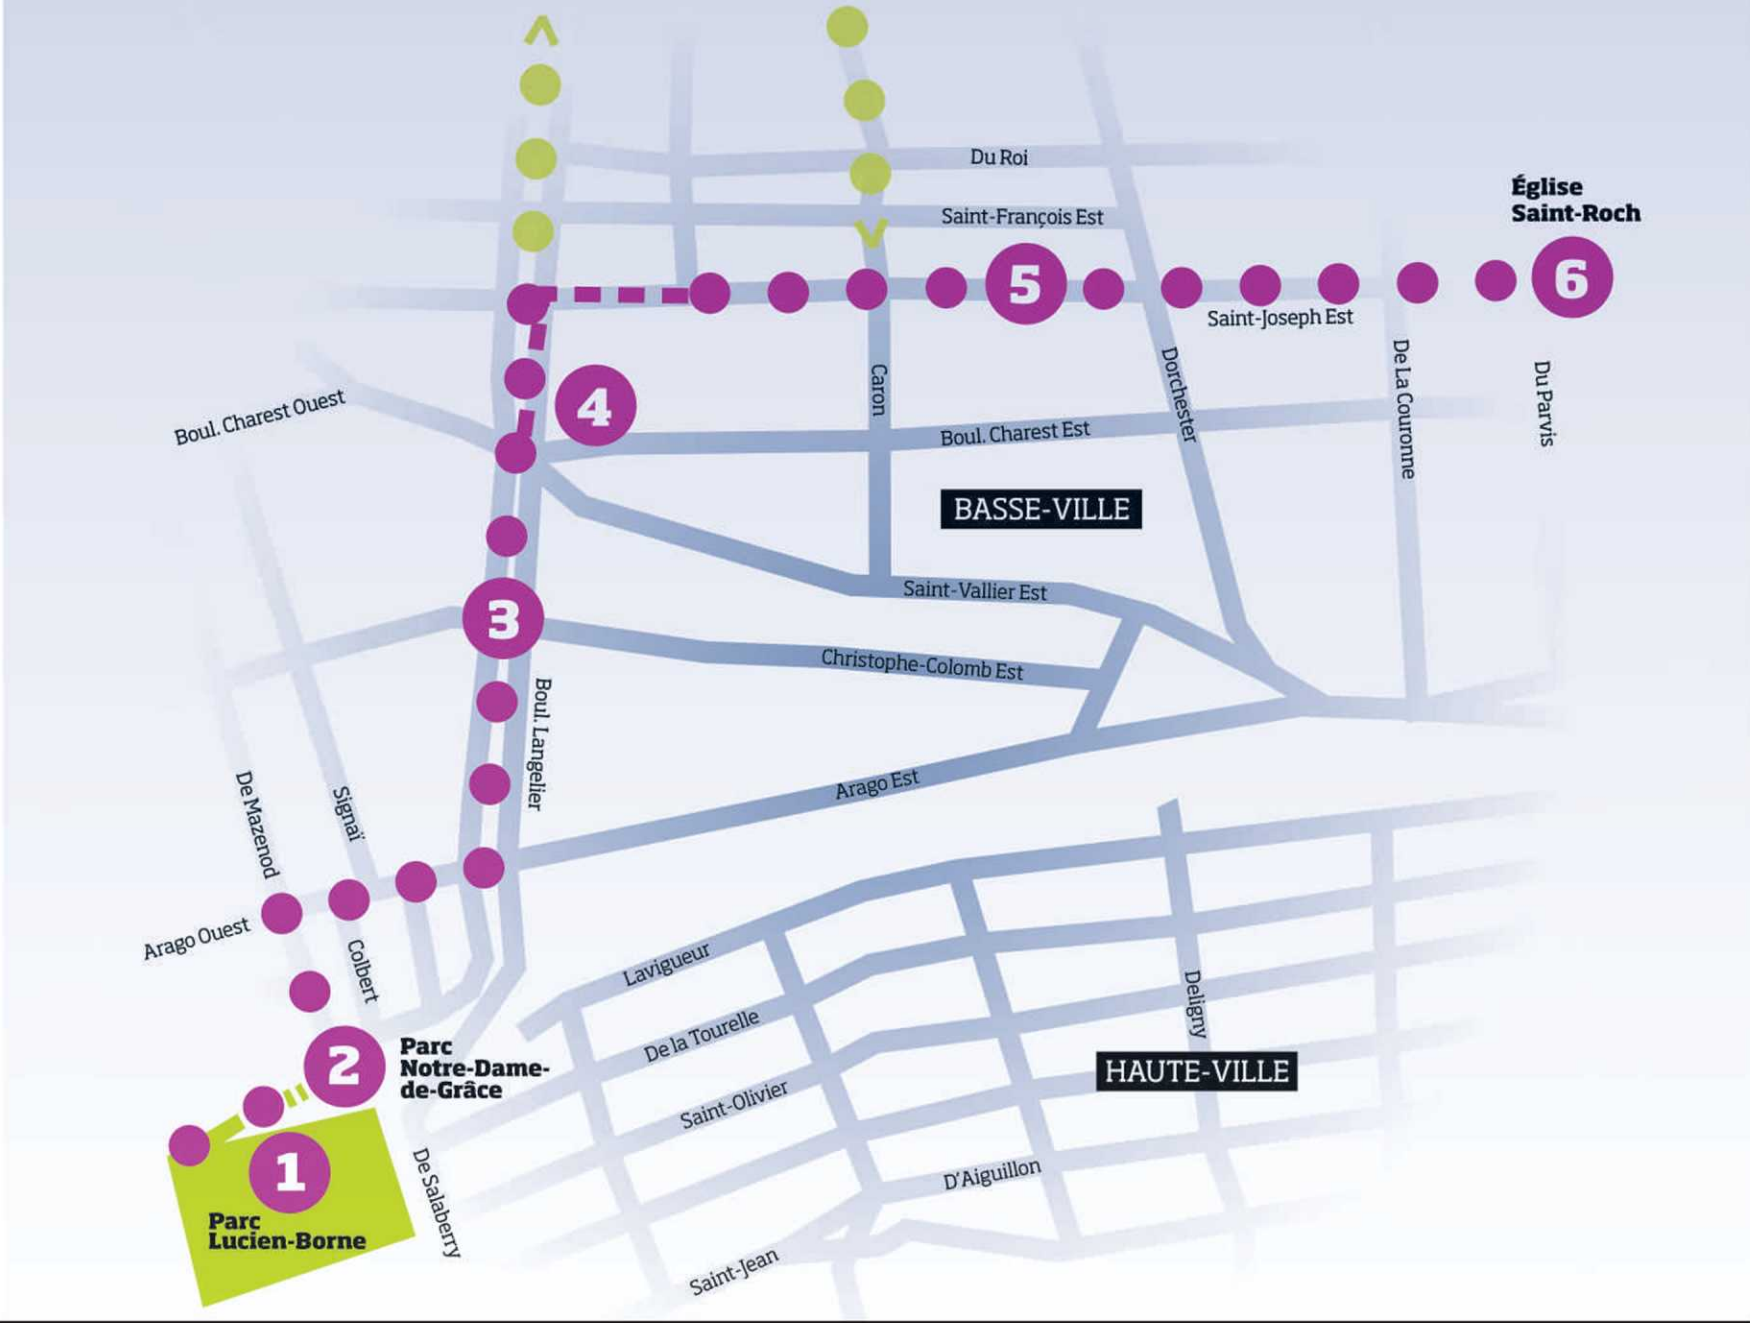 Du Roi
Église
Saint-Roch
Saint-François Est
5
6
Saint-Joseph Est
4
Caron
Dorchester
De La Couronne
Du Parvis
Boul. Charest Ouest
Boul. Charest Est
BASSE-VILLE
3
Saint-Vallier Est
Christophe-Colomb Est
Boul. Langelier
De Mazenod
Signaï
Arago Est
Arago Ouest
Colbert
Lavigueur
Deligny
De la Tourelle
2
Parc
Notre-Dame-
de-Grâce
HAUTE-VILLE
Saint-Olivier
1
De Salaberry
D'Aiguillon
Parc
Lucien-Borne
Saint-Jean